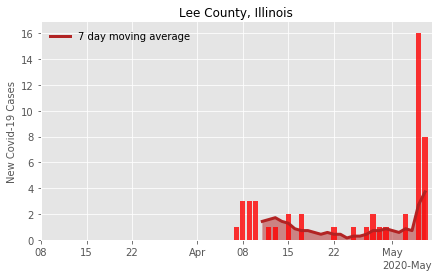 Lee County, Illinois
7 day moving average
New Covid-19 Cases
16
14
12
10
8
6
4
2
0
08 15 22 Apr 08 15 22 May
2020-May